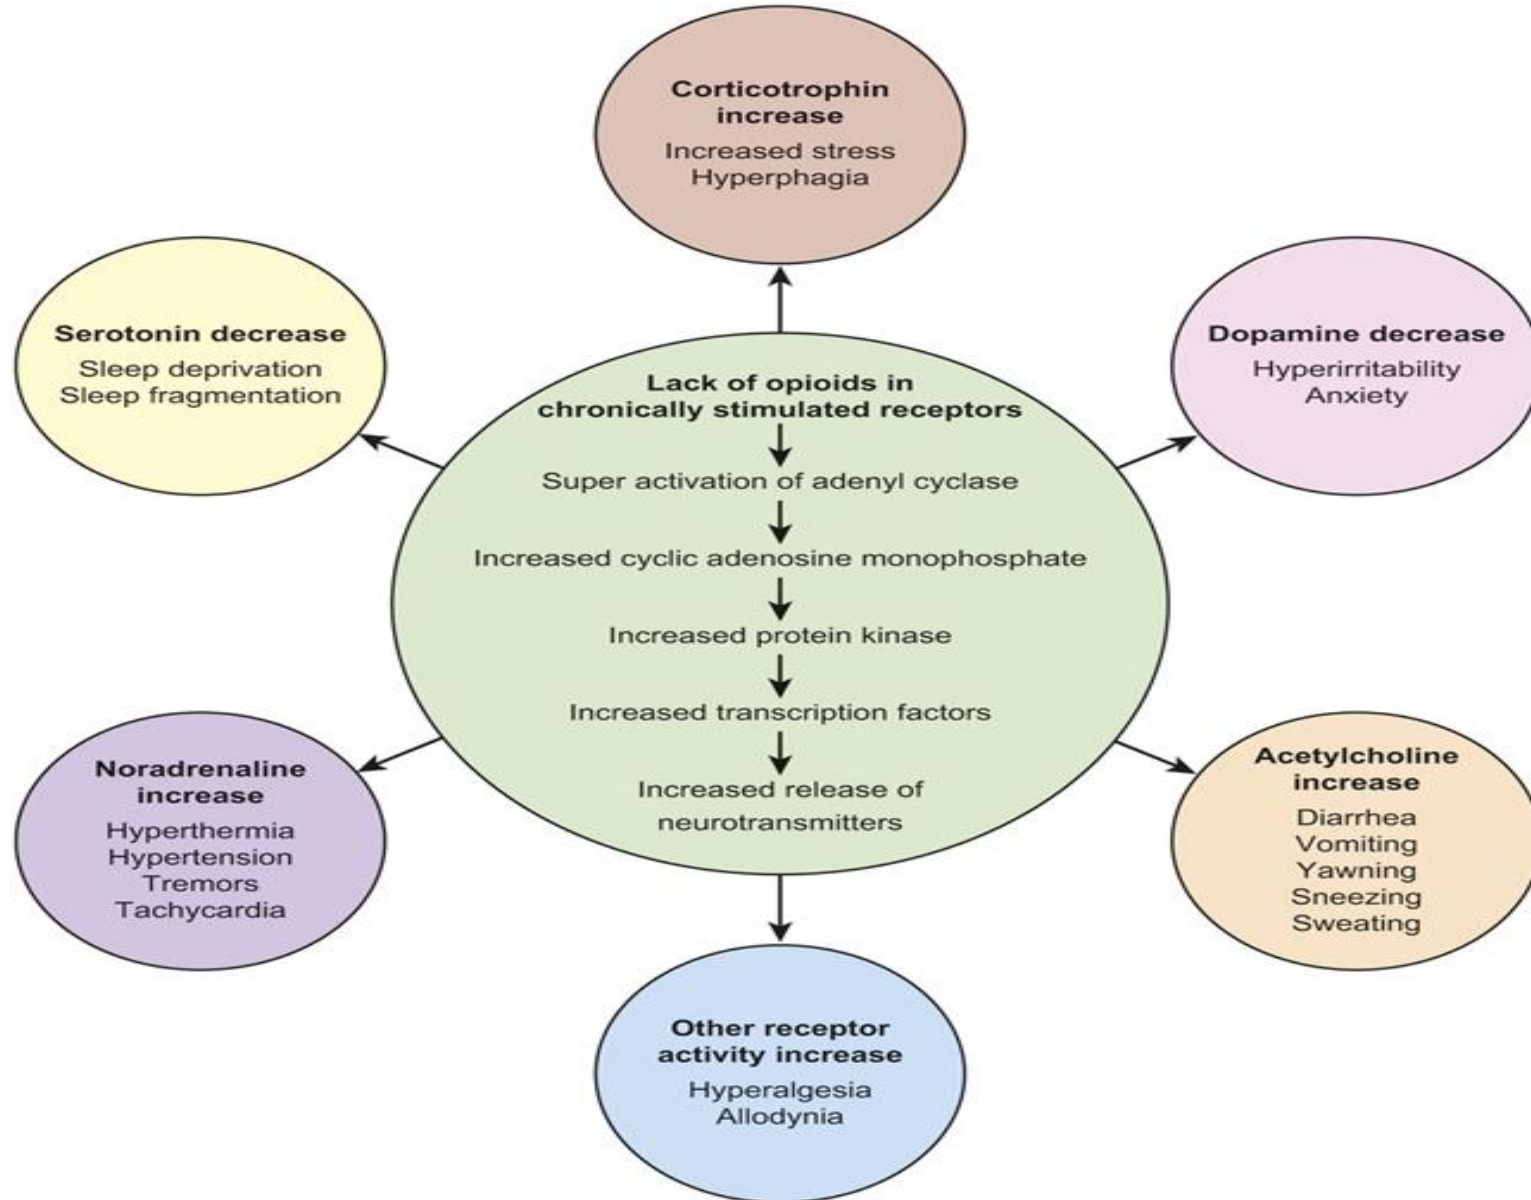 Corticotrophin
increase
Increased stress
Hyperphagia
Serotonin decrease
Sleep deprivation
Sleep fragmentation
Dopamine decrease
Hyperirritability
Anxiety
Lack of opioids in
chronically stimulated receptors
Super activation of adenyl cyclase
Increased cyclic adenosine monophosphate
Increased protein kinase
Increased transcription factors
Increased release of
neurotransmitters
Noradrenaline
increase
Hyperthermia
Hypertension
Tremors
Tachycardia
Acetylcholine
increase
Diarrhea
Vomiting
Yawning
Sneezing
Sweating
Other receptor
activity increase
Hyperalgesia
Allodynia